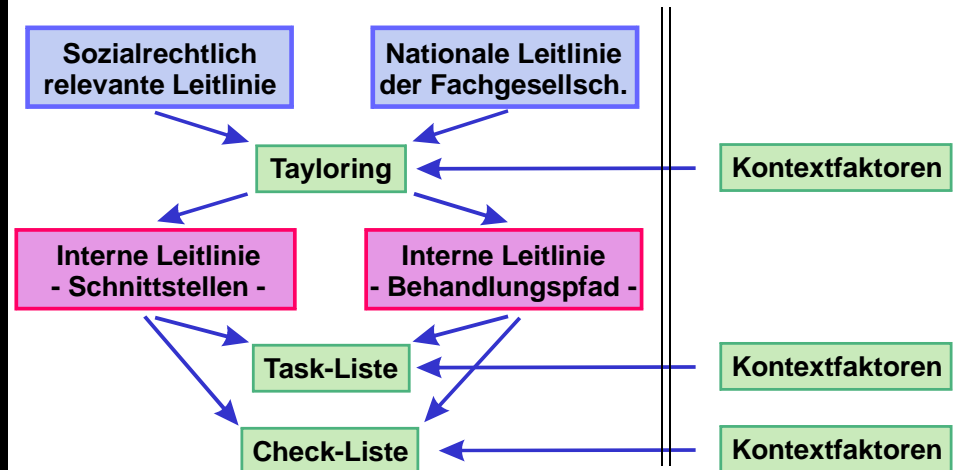 Sozialrechtlich
relevante Leitlinie
Nationale Leitlinie
der Fachgesellsch.
Tayloring
Kontextfaktoren
Interne Leitlinie
- Schnittstellen -
Interne Leitlinie
- Behandlungspfad -
Task-Liste
Kontextfaktoren
Check-Liste
Kontextfaktoren